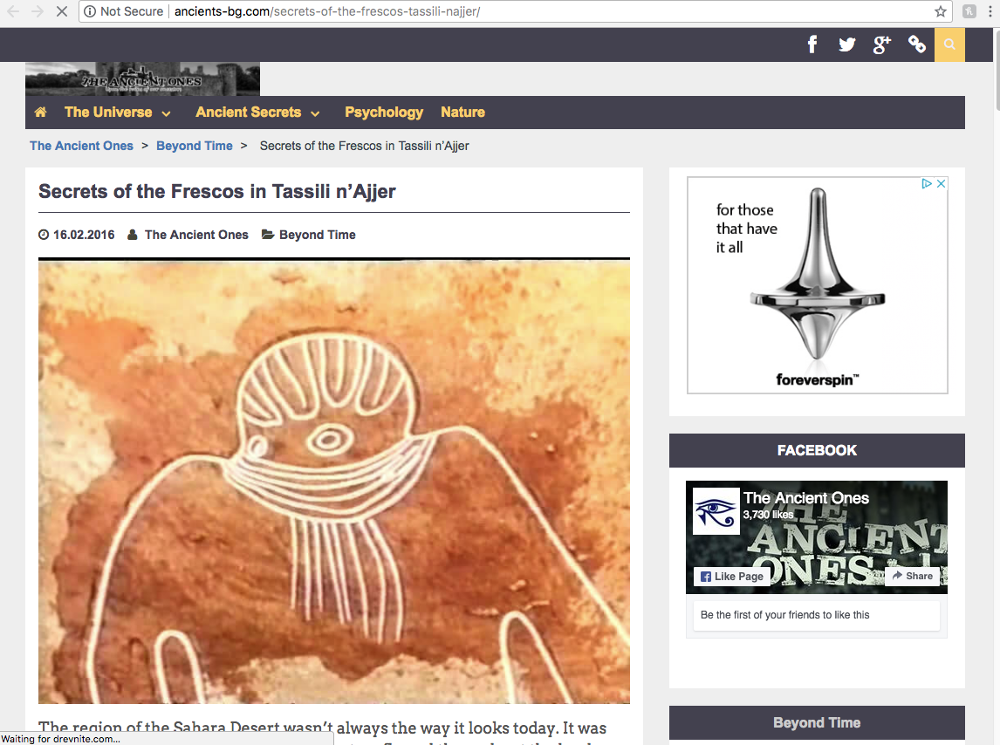 Not Secure | ancients-bg.com/secrets-of-the-frescos-tassili-najjer/
THE ANCIENT ONES
The Universe Ancient Secrets Psychology Nature
The Ancient Ones > Beyond Time > Secrets of the Frescos in Tassili n’Ajjer
Secrets of the Frescos in Tassili n’Ajjer
16.02.2016 The Ancient Ones Beyond Time
The region of the Sahara Desert wasn’t always the way it looks today. It was
Waiting for drevnite.com...
for those
that have
it all
foreverspin™
FACEBOOK
The Ancient Ones
3,730 likes
THE
ANCIENT
ONES
Like Page
Share
Be the first of your friends to like this
Beyond Time